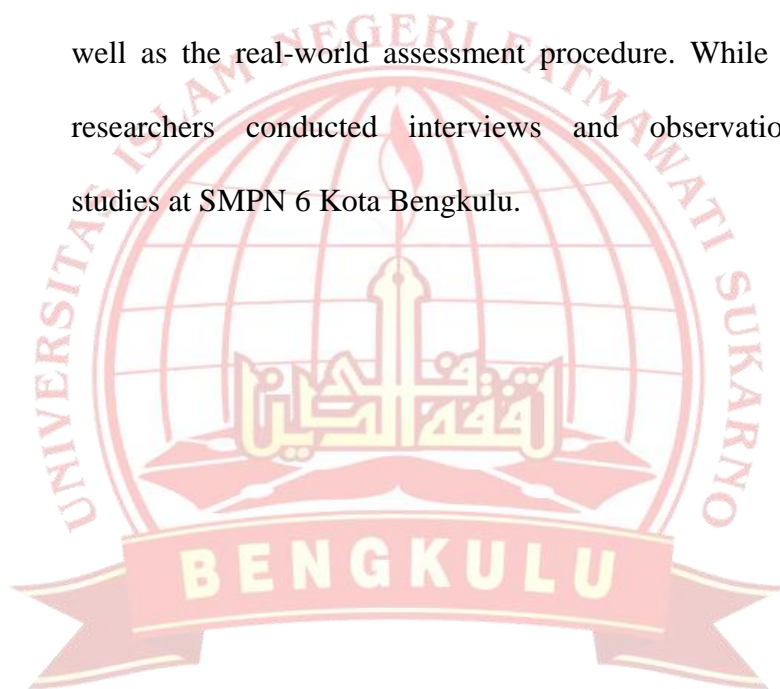 well as the real-world assessment procedure. While
researchers conducted interviews and observatio
studies at SMPN 6 Kota Bengkulu.
UNIVERSITAS ISLAM NEGERI FATMAWATI SUKARNO
BENGKULU